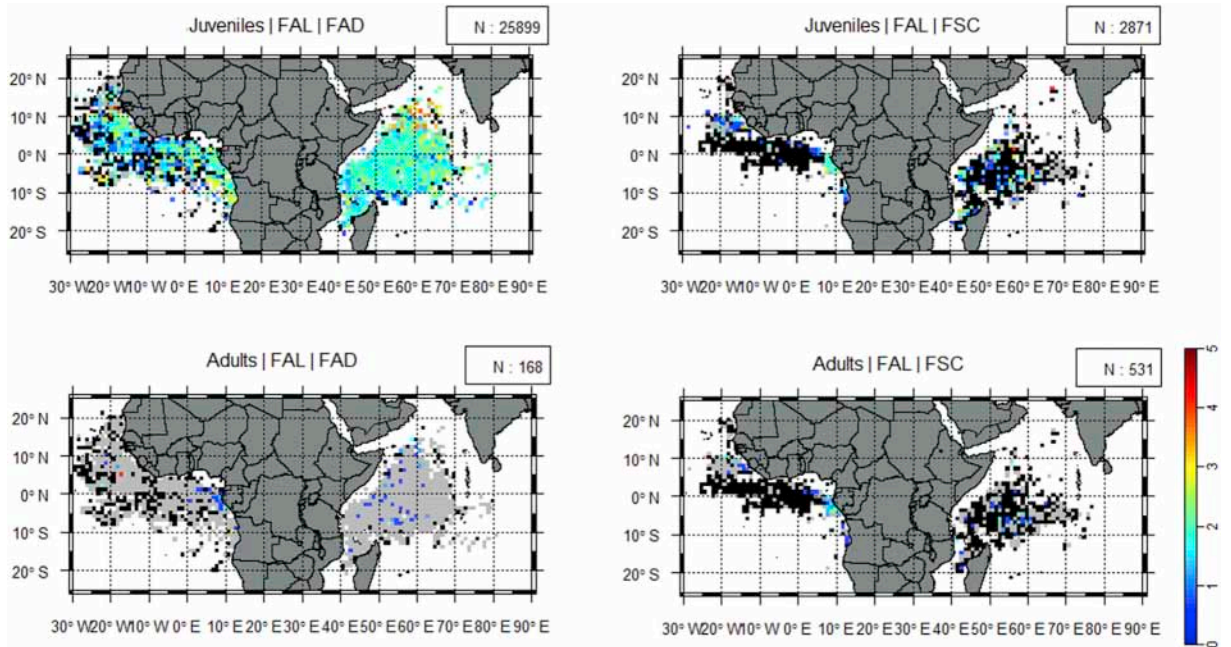 Juveniles | FAL | FAD
N : 25899
20° N
10° N
0° N
10° S
20° S
30° W20° W10° W 0° E 10° E 20° E 30° E 40° E 50° E 60° E 70° E 80° E 90° E
Juveniles | FAL | FSC
N : 2871
20° N
10° N
0° N
10° S
20° S
30° W20° W10° W 0° E 10° E 20° E 30° E 40° E 50° E 60° E 70° E 80° E 90° E
Adults | FAL | FAD
N : 168
20° N
10° N
0° N
10° S
20° S
30° W20° W10° W 0° E 10° E 20° E 30° E 40° E 50° E 60° E 70° E 80° E 90° E
Adults | FAL | FSC
N : 531
20° N
10° N
0° N
10° S
20° S
30° W20° W10° W 0° E 10° E 20° E 30° E 40° E 50° E 60° E 70° E 80° E 90° E
5
4
3
2
1
0